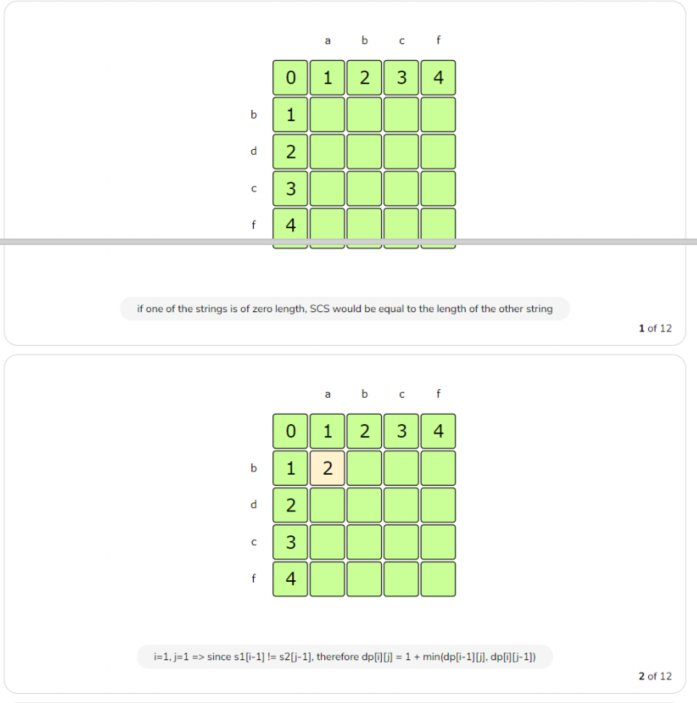 a b c f
0 1 2 3 4
b 1
d 2
c 3
f 4
if one of the strings is of zero length, SCS would be equal to the length of the other string
1 of 12
a b c f
0 1 2 3 4
b 1 2
d 2
c 3
f 4
i=1, j=1 => since s1[i-1] != s2[j-1], therefore dp[i][j] = 1 + min(dp[i-1][j], dp[i][j-1])
2 of 12